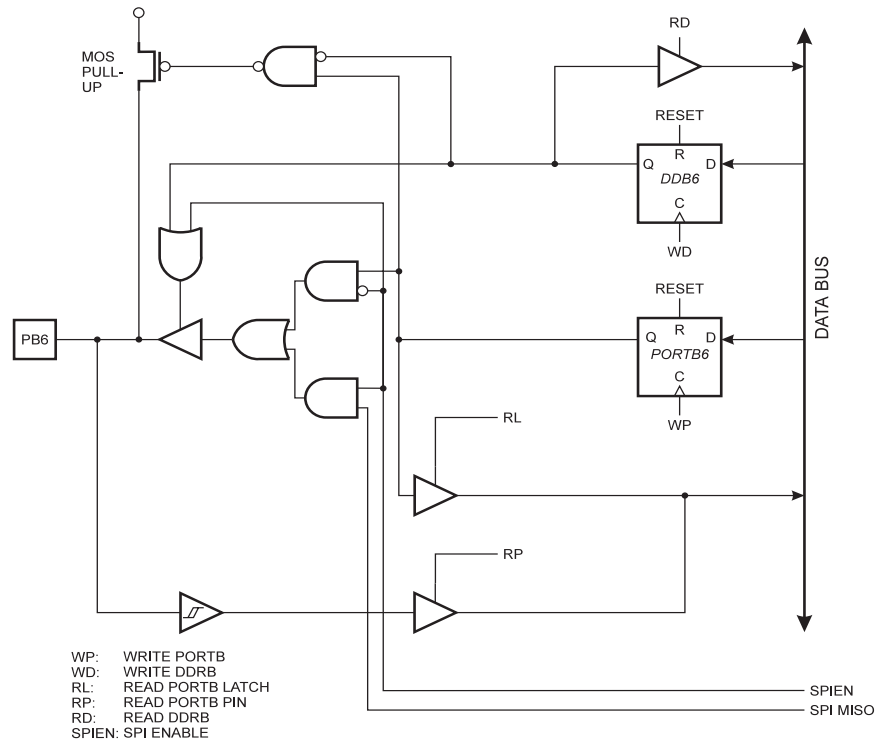 RD
MOS
PULL-
UP
RESET
R
Q
D
DDB6
C
WD
RESET
R
Q
D
PORTB6
C
WP
DATA BUS
PB6
RL
RP
WP: WRITE PORTB
WD: WRITE DDRB
RL: READ PORTB LATCH
RP: READ PORTB PIN
RD: READ DDRB
SPIEN: SPI ENABLE
SPIEN
SPI MISO